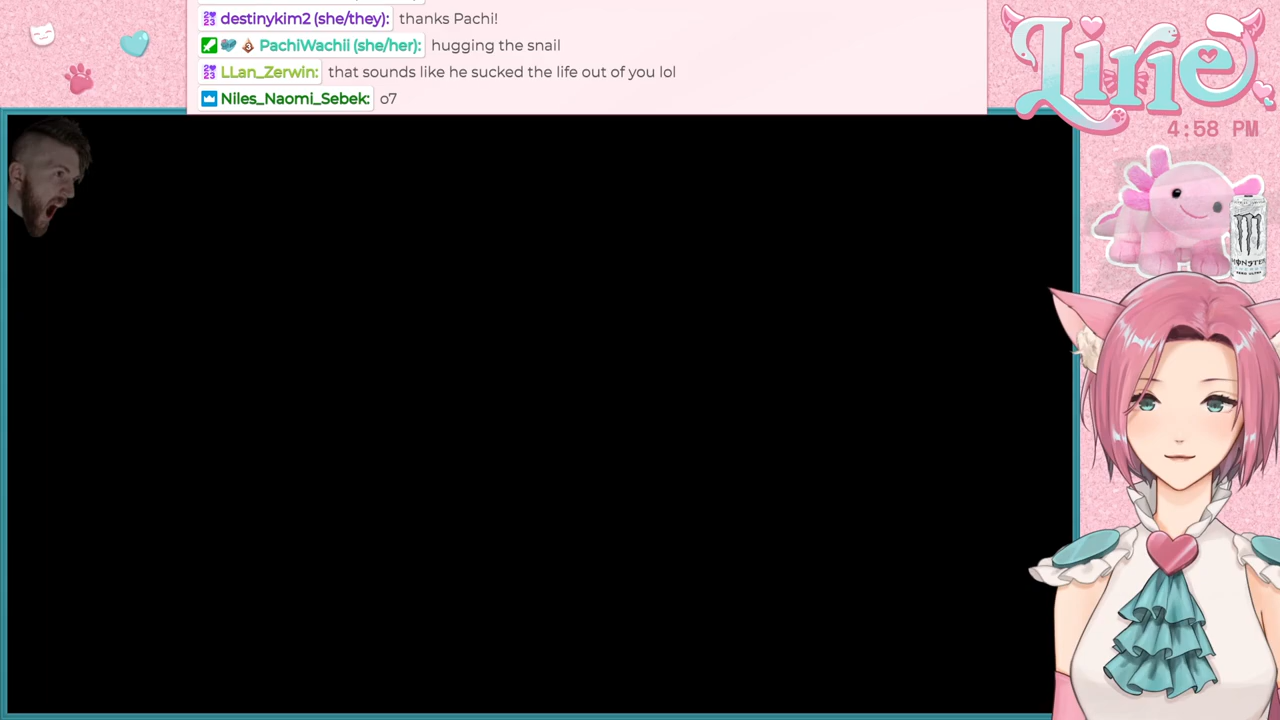 destinykim2 (she/they): thanks Pachi!
PachiWachii (she/her): hugging the snail
LLan_Zerwin: that sounds like he sucked the life out of you lol
Niles_Naomi_Sebek: o7
Lirie
4:58 PM
MONSTER